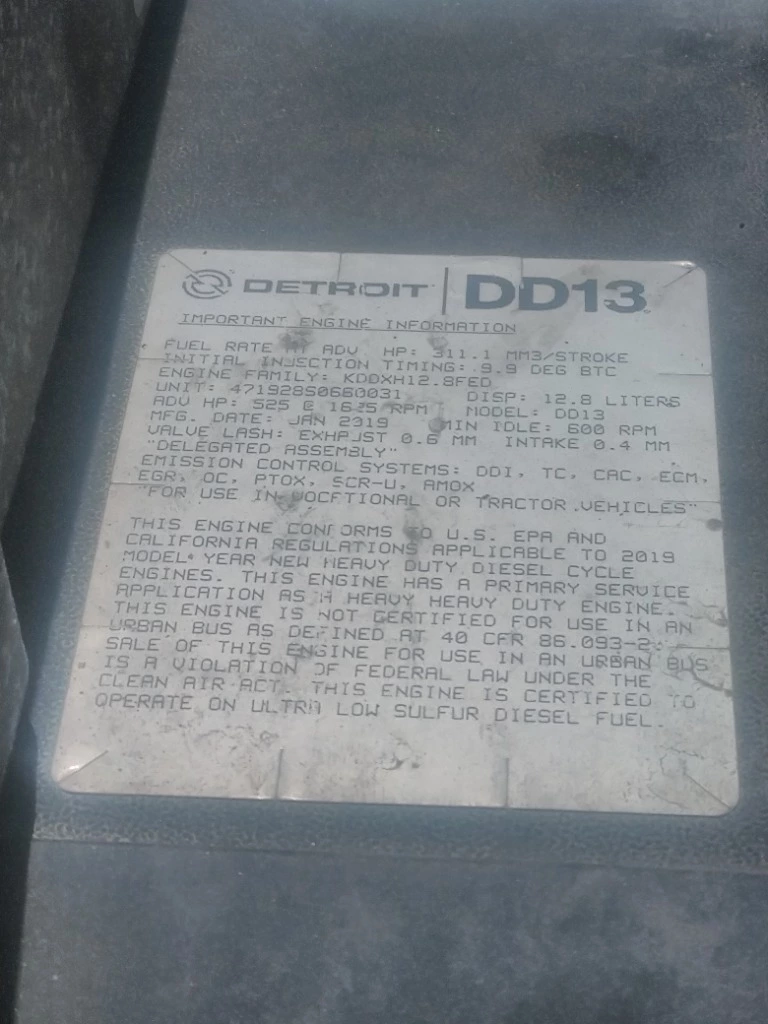 DETROIT DD13
IMPORTANT ENGINE INFORMATION
FUEL RATE AT ADV HP: 311.1 MM3/STROKE
INITIAL INJECTION TIMING: 9.9 DEG BTC
ENGINE FAMILY: KDDXH12.8FED
UNIT: 471928S0660031 DISP: 12.8 LITERS
ADV HP: 525 @ 1625 RPM MODEL: DD13
MFG. DATE: JAN 2019 MIN IDLE: 600 RPM
VALVE LASH: EXHAUST 0.6 MM INTAKE 0.4 MM
"DELEGATED ASSEMBLY"
EMISSION CONTROL SYSTEMS: DDI, TC, CAC, ECM,
EGR, OC, PTOX, SCR-U, AMOX
"FOR USE IN VOCATIONAL OR TRACTOR VEHICLES"
THIS ENGINE CONFORMS TO U.S. EPA AND
CALIFORNIA REGULATIONS APPLICABLE TO 2019
MODEL YEAR NEW HEAVY DUTY DIESEL CYCLE
ENGINES. THIS ENGINE HAS A PRIMARY SERVICE
APPLICATION AS A HEAVY HEAVY DUTY ENGINE.
THIS ENGINE IS NOT CERTIFIED FOR USE IN AN
URBAN BUS AS DEFINED AT 40 CFR
SALE OF THIS ENGINE FOR USE IN AN URBAN BUS
IS A VIOLATION OF FEDERAL LAW UNDER THE
CLEAN AIR ACT. THIS ENGINE IS CERTIFIED TO
OPERATE ON ULTRA LOW SULFUR DIESEL FUEL.